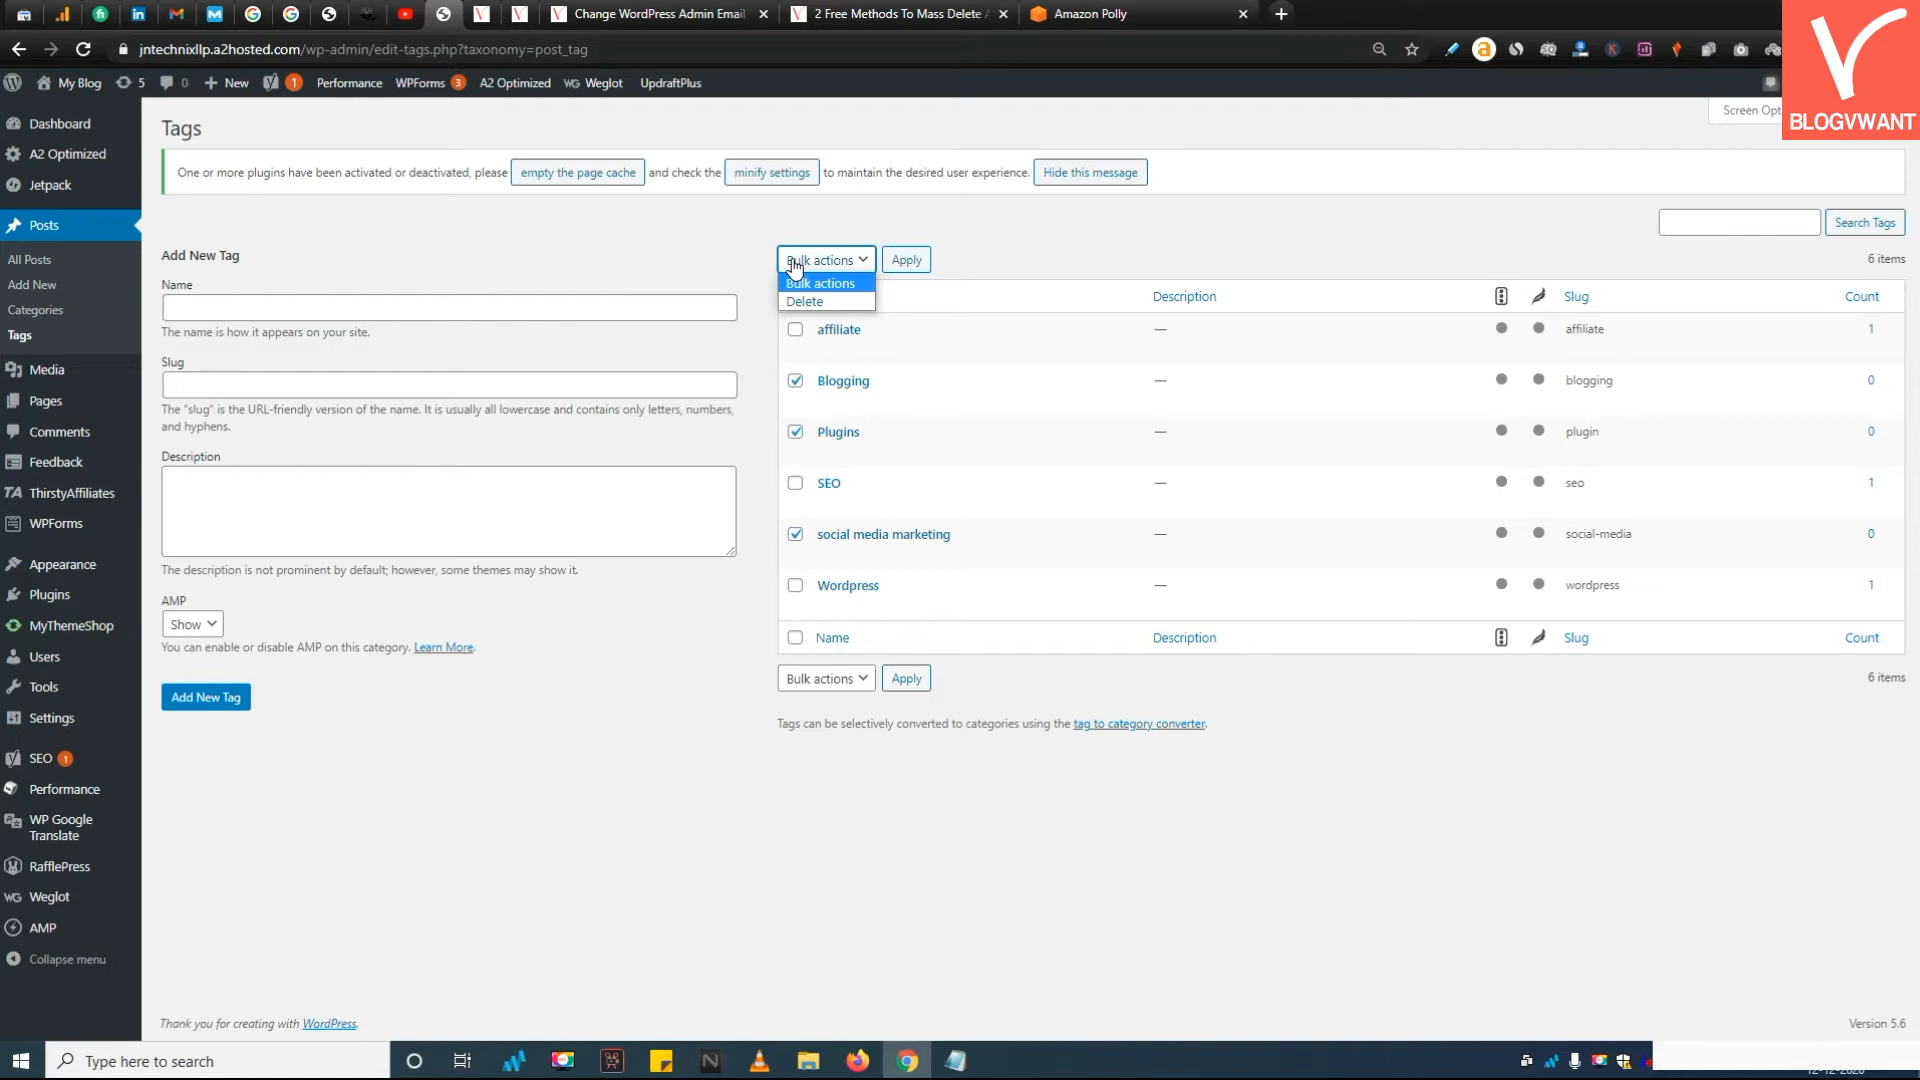 Change WordPress Admin Email
2 Free Methods To Mass Delete
Amazon Polly
jntechnixllp.a2hosted.com/wp-admin/edit-tags.php?taxonomy=post_tag
My Blog
5
0
New
1
Performance
WPForms
3
A2 Optimized
Weglot
UpdraftPlus
BLOGVWANT
Dashboard
A2 Optimized
Jetpack
Posts
All Posts
Add New
Categories
Tags
Media
Pages
Comments
Feedback
ThirstyAffiliates
WPForms
Appearance
Plugins
MyThemeShop
Users
Tools
Settings
SEO 1
Performance
WP Google
Translate
RafflePress
Weglot
AMP
Collapse menu
Screen Opt
Tags
One or more plugins have been activated or deactivated, please empty the page cache and check the minify settings to maintain the desired user experience. Hide this message
Search Tags
Add New Tag
Name
The name is how it appears on your site.
Slug
The “slug” is the URL-friendly version of the name. It is usually all lowercase and contains only letters, numbers,
and hyphens.
Description
The description is not prominent by default; however, some themes may show it.
AMP
Show
You can enable or disable AMP on this category. Learn More.
Add New Tag
Bulk actions
Apply
6 items
Bulk actions
Delete
Description Slug Count
affiliate — affiliate 1
Blogging — blogging 0
Plugins — plugin 0
SEO — seo 1
social media marketing — social-media 0
Wordpress — wordpress 1
Name Description Slug Count
Bulk actions Apply 6 items
Tags can be selectively converted to categories using the tag to category converter.
Thank you for creating with WordPress.
Version 5.6
Type here to search